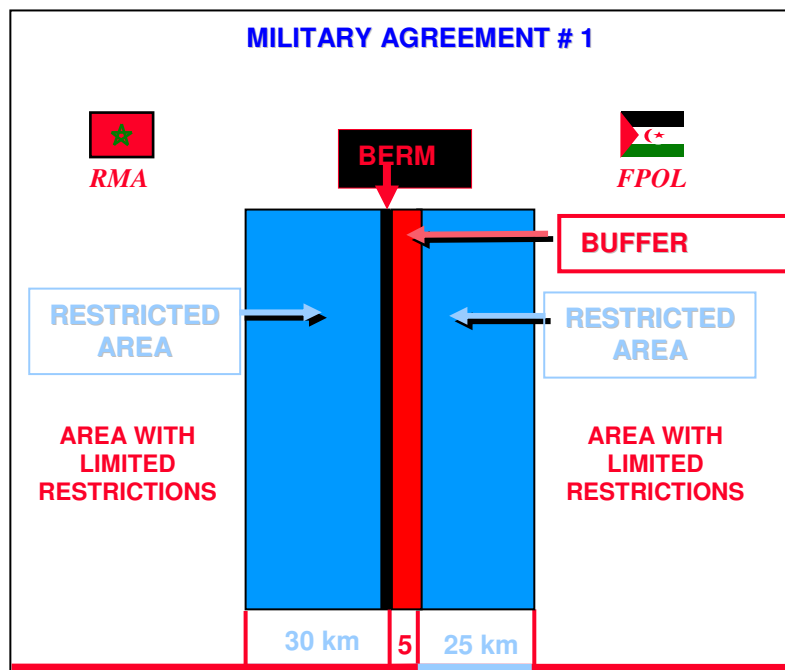 MILITARY AGREEMENT # 1
RMA
BERM
FPOL
BUFFER
RESTRICTED
AREA
RESTRICTED
AREA
AREA WITH
LIMITED
RESTRICTIONS
AREA WITH
LIMITED
RESTRICTIONS
30 km
5
25 km